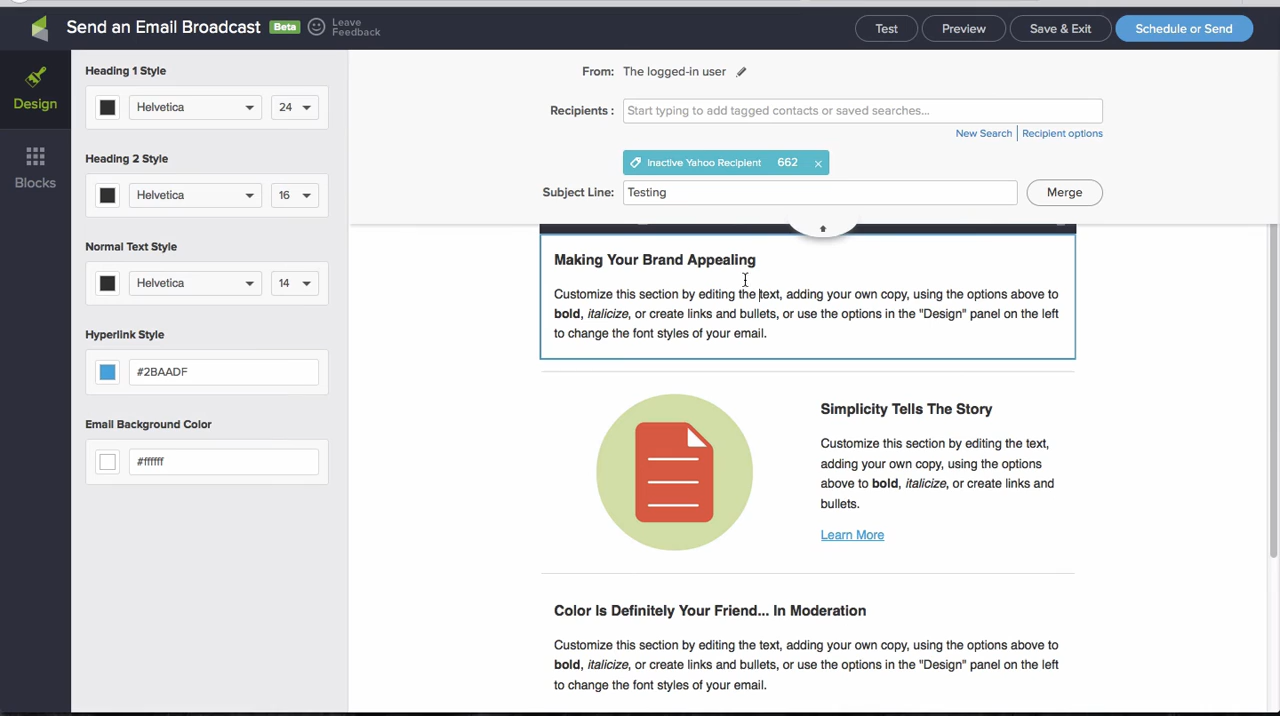 Send an Email Broadcast Beta Leave Feedback
Test Preview Save & Exit Schedule or Send
Design
Blocks
Heading 1 Style
Helvetica 24
Heading 2 Style
Helvetica 16
Normal Text Style
Helvetica 14
Hyperlink Style
#2BAADF
Email Background Color
#ffffff
From: The logged-in user
Recipients : Start typing to add tagged contacts or saved searches...
New Search Recipient options
Inactive Yahoo Recipient 662 ×
Subject Line: Testing Merge
Making Your Brand Appealing
Customize this section by editing the text, adding your own copy, using the options above to
bold, italicize, or create links and bullets, or use the options in the "Design" panel on the left
to change the font styles of your email.
Simplicity Tells The Story
Customize this section by editing the text,
adding your own copy, using the options
above to bold, italicize, or create links and
bullets.
Learn More
Color Is Definitely Your Friend... In Moderation
Customize this section by editing the text, adding your own copy, using the options above to
bold, italicize, or create links and bullets, or use the options in the "Design" panel on the left
to change the font styles of your email.